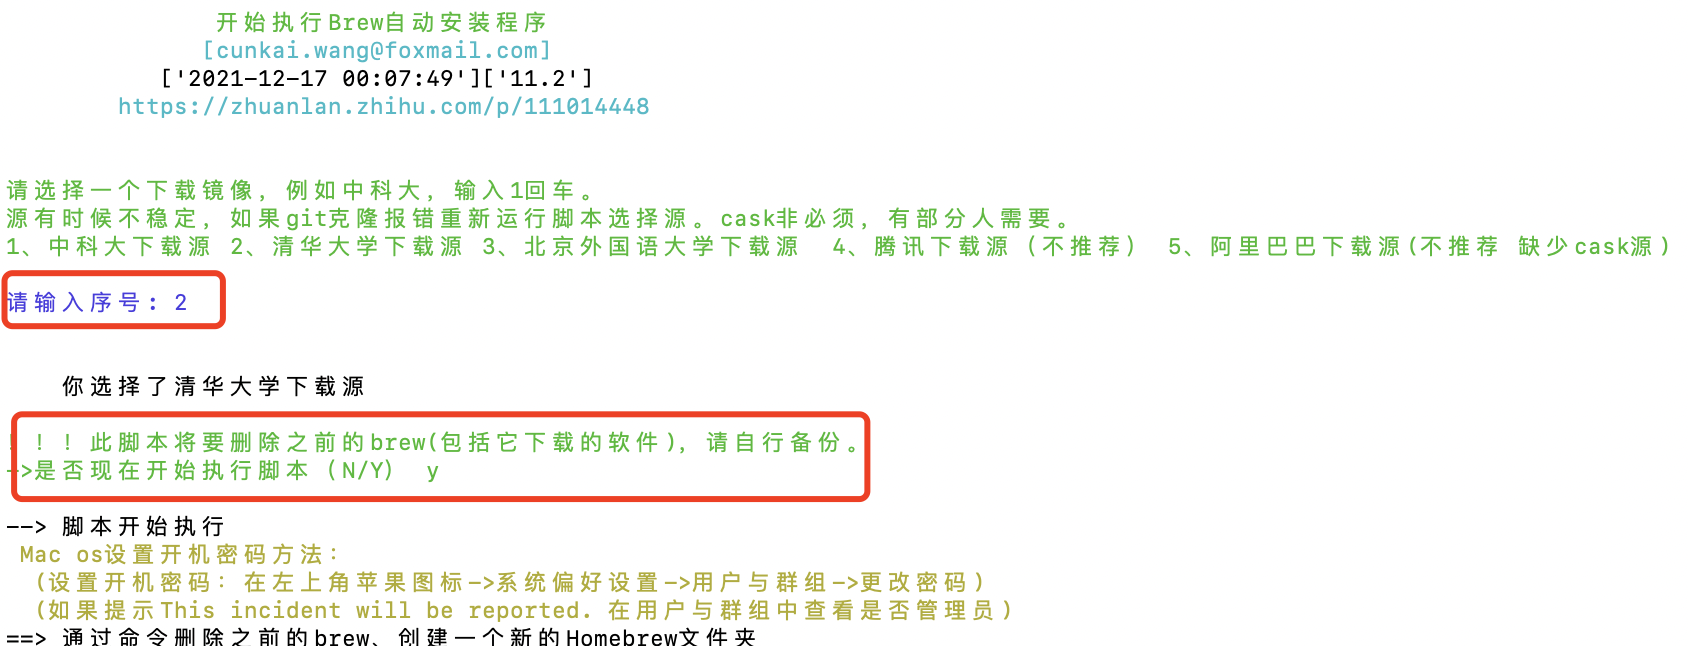 开始执行Brew自动安装程序
[cunkai.wang@foxmail.com]
['2021-12-17 00:07:49']['11.2']
https://zhuanlan.zhihu.com/p/111014448
请选择一个下载镜像，例如中科大，输入1回车。
源有时候不稳定，如果git克隆报错重新运行脚本选择源。cask非必须，有部分人需要。
1、中科大下载源 2、清华大学下载源 3、北京外国语大学下载源  4、腾讯下载源（不推荐） 5、阿里巴巴下载源(不推荐 缺少cask源)
请输入序号: 2
你选择了清华大学下载源
！！！此脚本将要删除之前的brew(包括它下载的软件)，请自行备份。
->是否现在开始执行脚本（N/Y） y
--> 脚本开始执行
Mac os设置开机密码方法：
(设置开机密码：在左上角苹果图标->系统偏好设置->用户与群组->更改密码)
(如果提示This incident will be reported. 在用户与群组中查看是否管理员)
==> 通过命令删除之前的brew、创建一个新的Homebrew文件夹